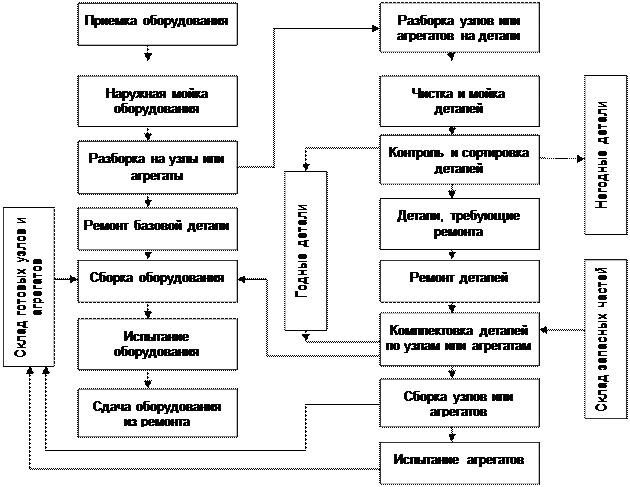 Приемка оборудования
Наружная мойка
оборудования
Разборка на узлы или
агрегаты
Ремонт базовой детали
Сборка оборудования
Испытание
оборудования
Сдача оборудования
из ремонта
Склад готовых узлов и
агрегатов
Годные детали
Разборка узлов или
агрегатов на детали
Чистка и мойка
деталей
Контроль и сортировка
деталей
Детали, требующие
ремонта
Ремонт деталей
Комплектовка деталей
по узлам или агрегатам
Сборка узлов или
агрегатов
Испытание агрегатов
Негодные детели
Склад запасных частей